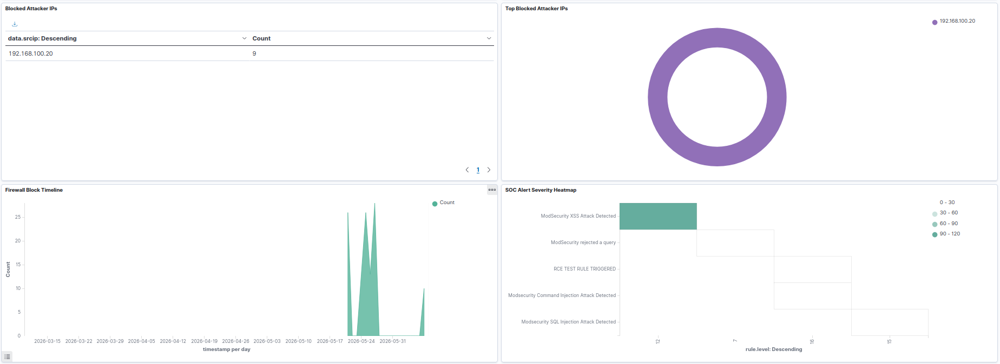 Blocked Attacker IPs
data.srcip: Descending
Count
192.168.100.20
9
1
Top Blocked Attacker IPs
192.168.100.20
Firewall Block Timeline
Count
25
20
15
10
5
0
Count
2026-03-15
2026-03-22
2026-03-29
2026-04-05
2026-04-12
2026-04-19
2026-04-26
2026-05-03
2026-05-10
2026-05-17
2026-05-24
2026-05-31
timestamp per day
SOC Alert Severity Heatmap
0 - 30
30 - 60
60 - 90
90 - 120
ModSecurity XSS Attack Detected
ModSecurity rejected a query
RCE TEST RULE TRIGGERED
Modsecurity Command Injection Attack Detected
Modsecurity SQL Injection Attack Detected
12
7
16
15
rule.level: Descending